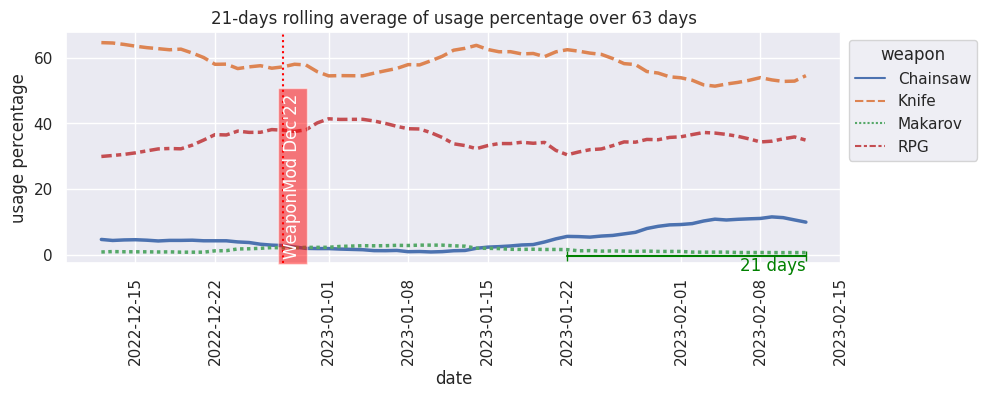 21-days rolling average of usage percentage over 63 days
usage percentage
60
40
20
0
WeaponMod Dec'22
21 days
2022-12-15
2022-12-22
2023-01-01
2023-01-08
2023-01-15
2023-01-22
2023-02-01
2023-02-08
2023-02-15
date
weapon
Chainsaw
Knife
Makarov
RPG